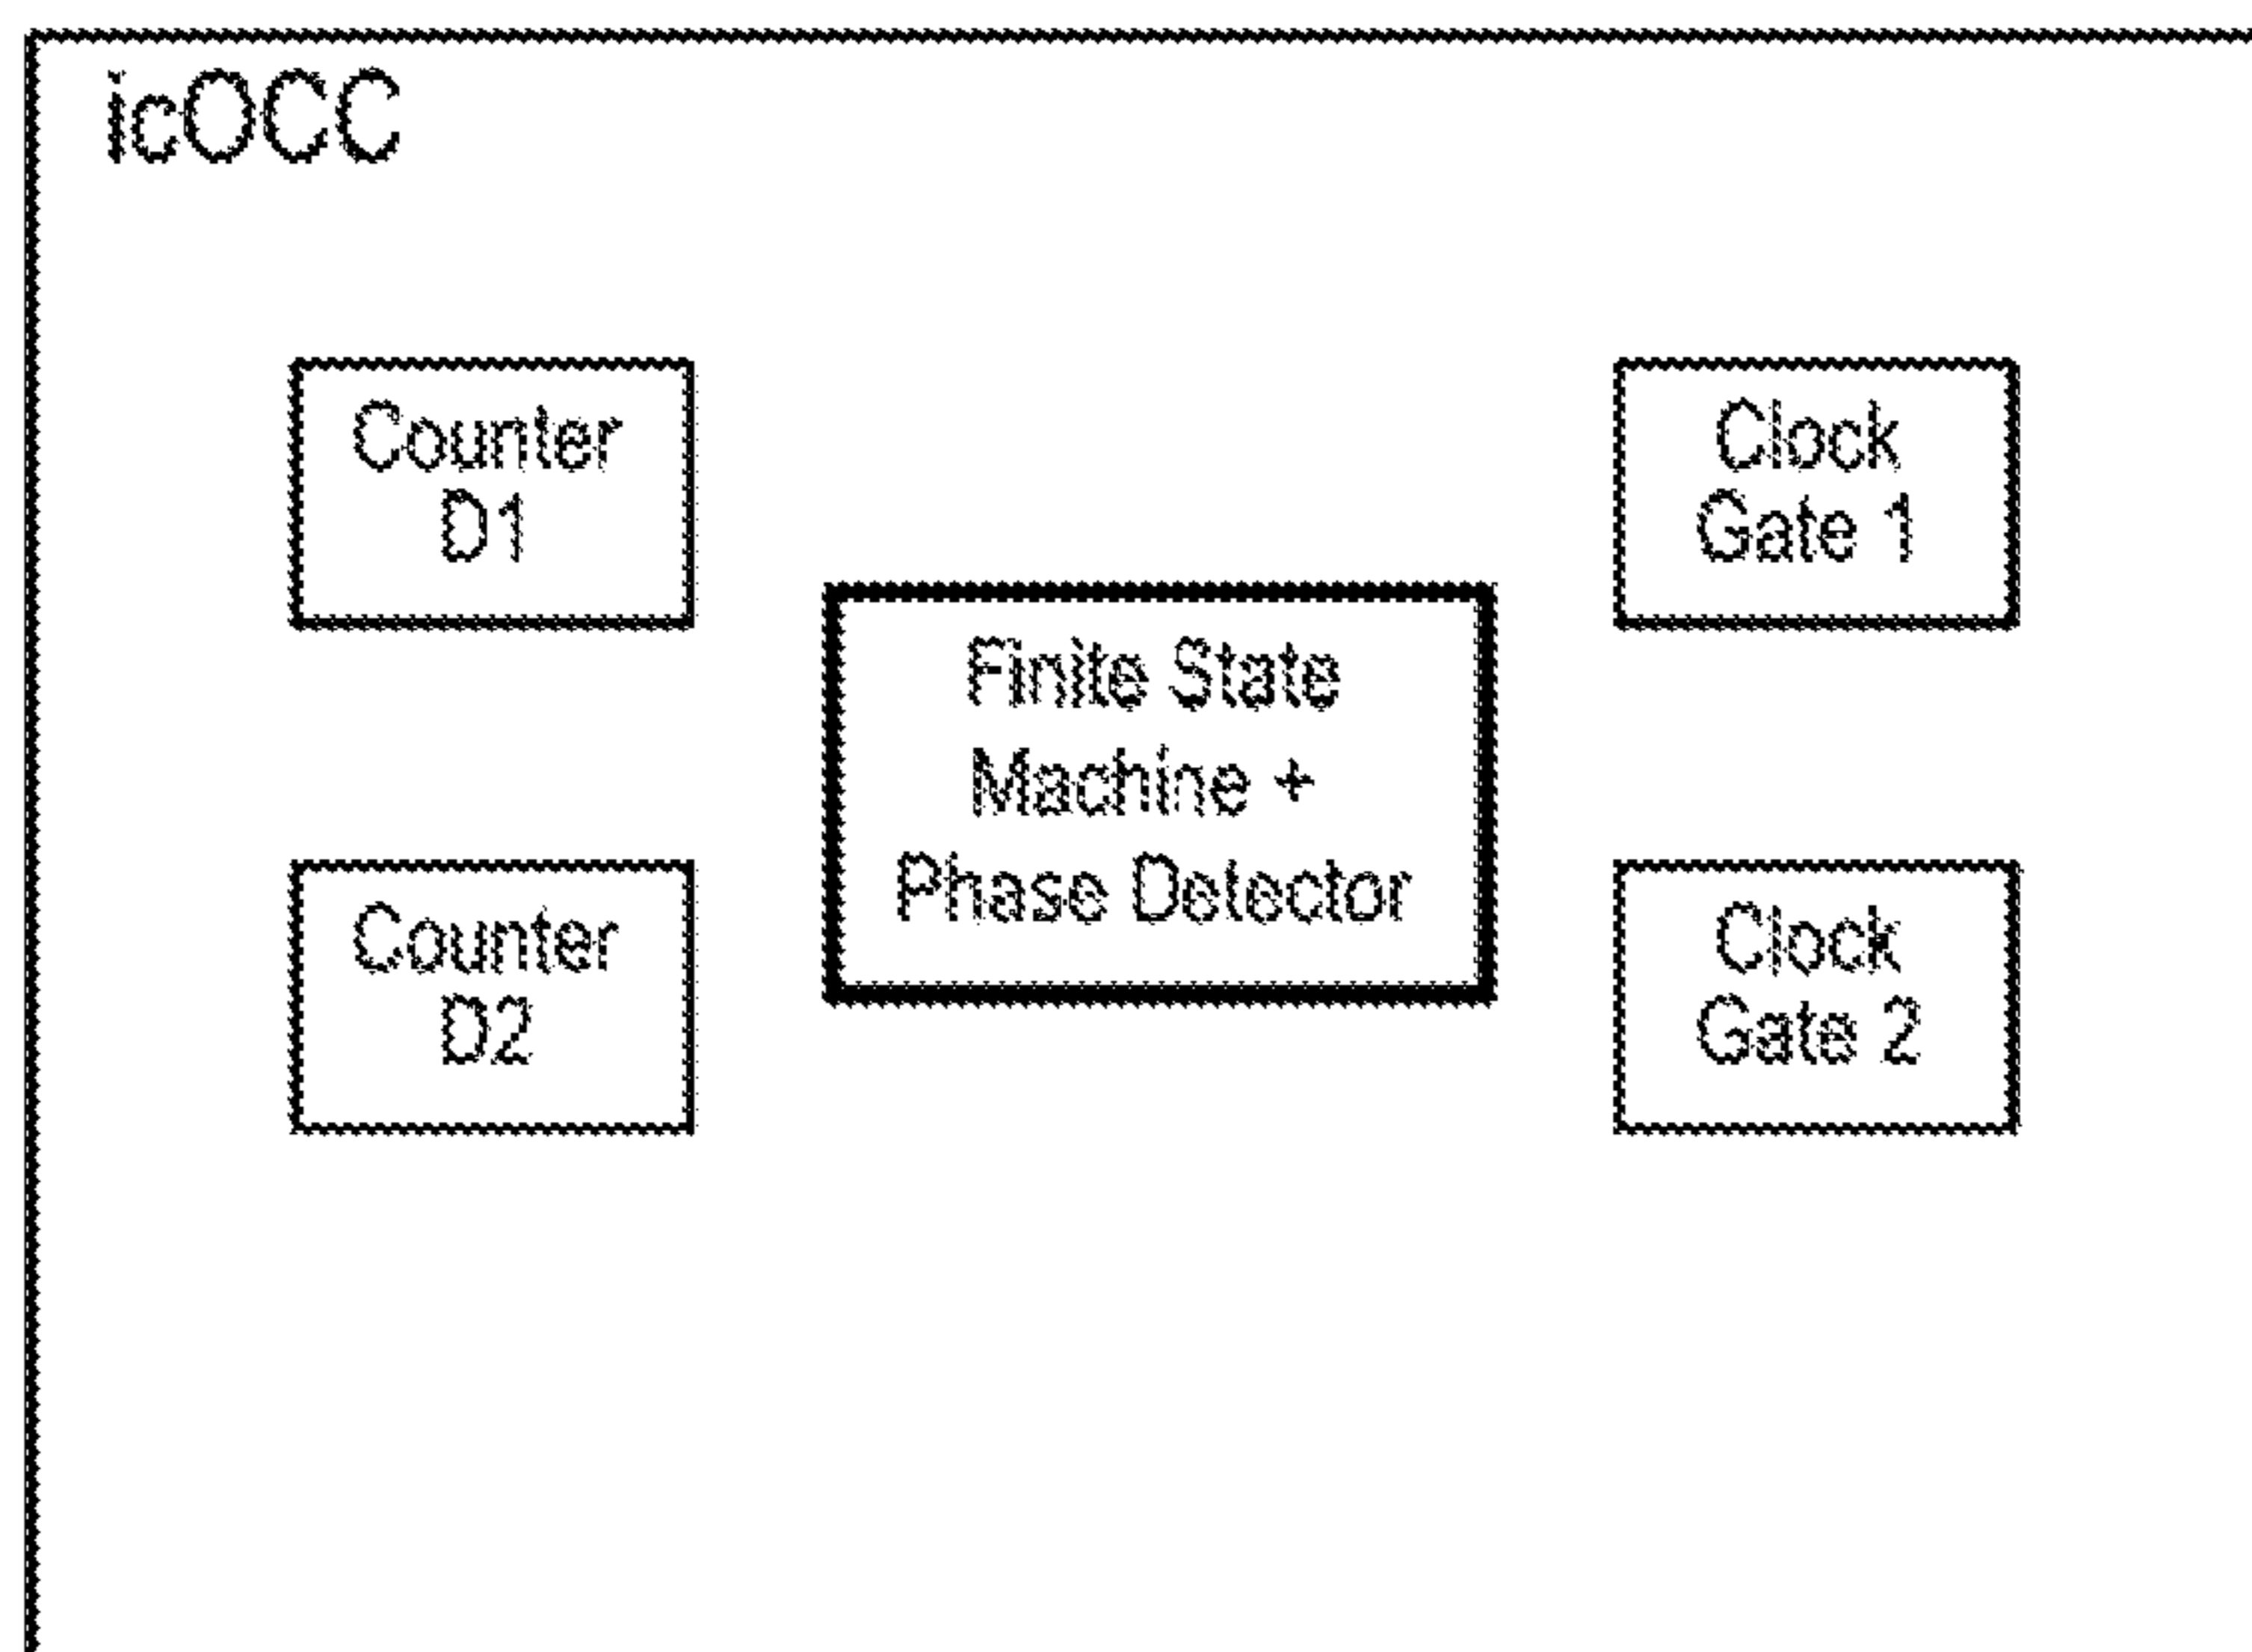 icOCC
Counter
D1
Clock
Gate 1
Finite State
Machine +
Phase Detector
Counter
D2
Clock
Gate 2